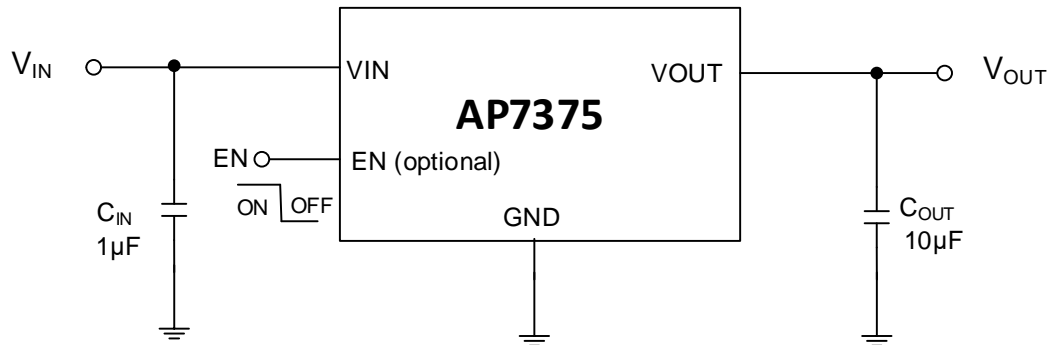 VIN
VIN
VOUT
VOUT
AP7375
EN
EN (optional)
ON
OFF
GND
CIN
1µF
COUT
10µF